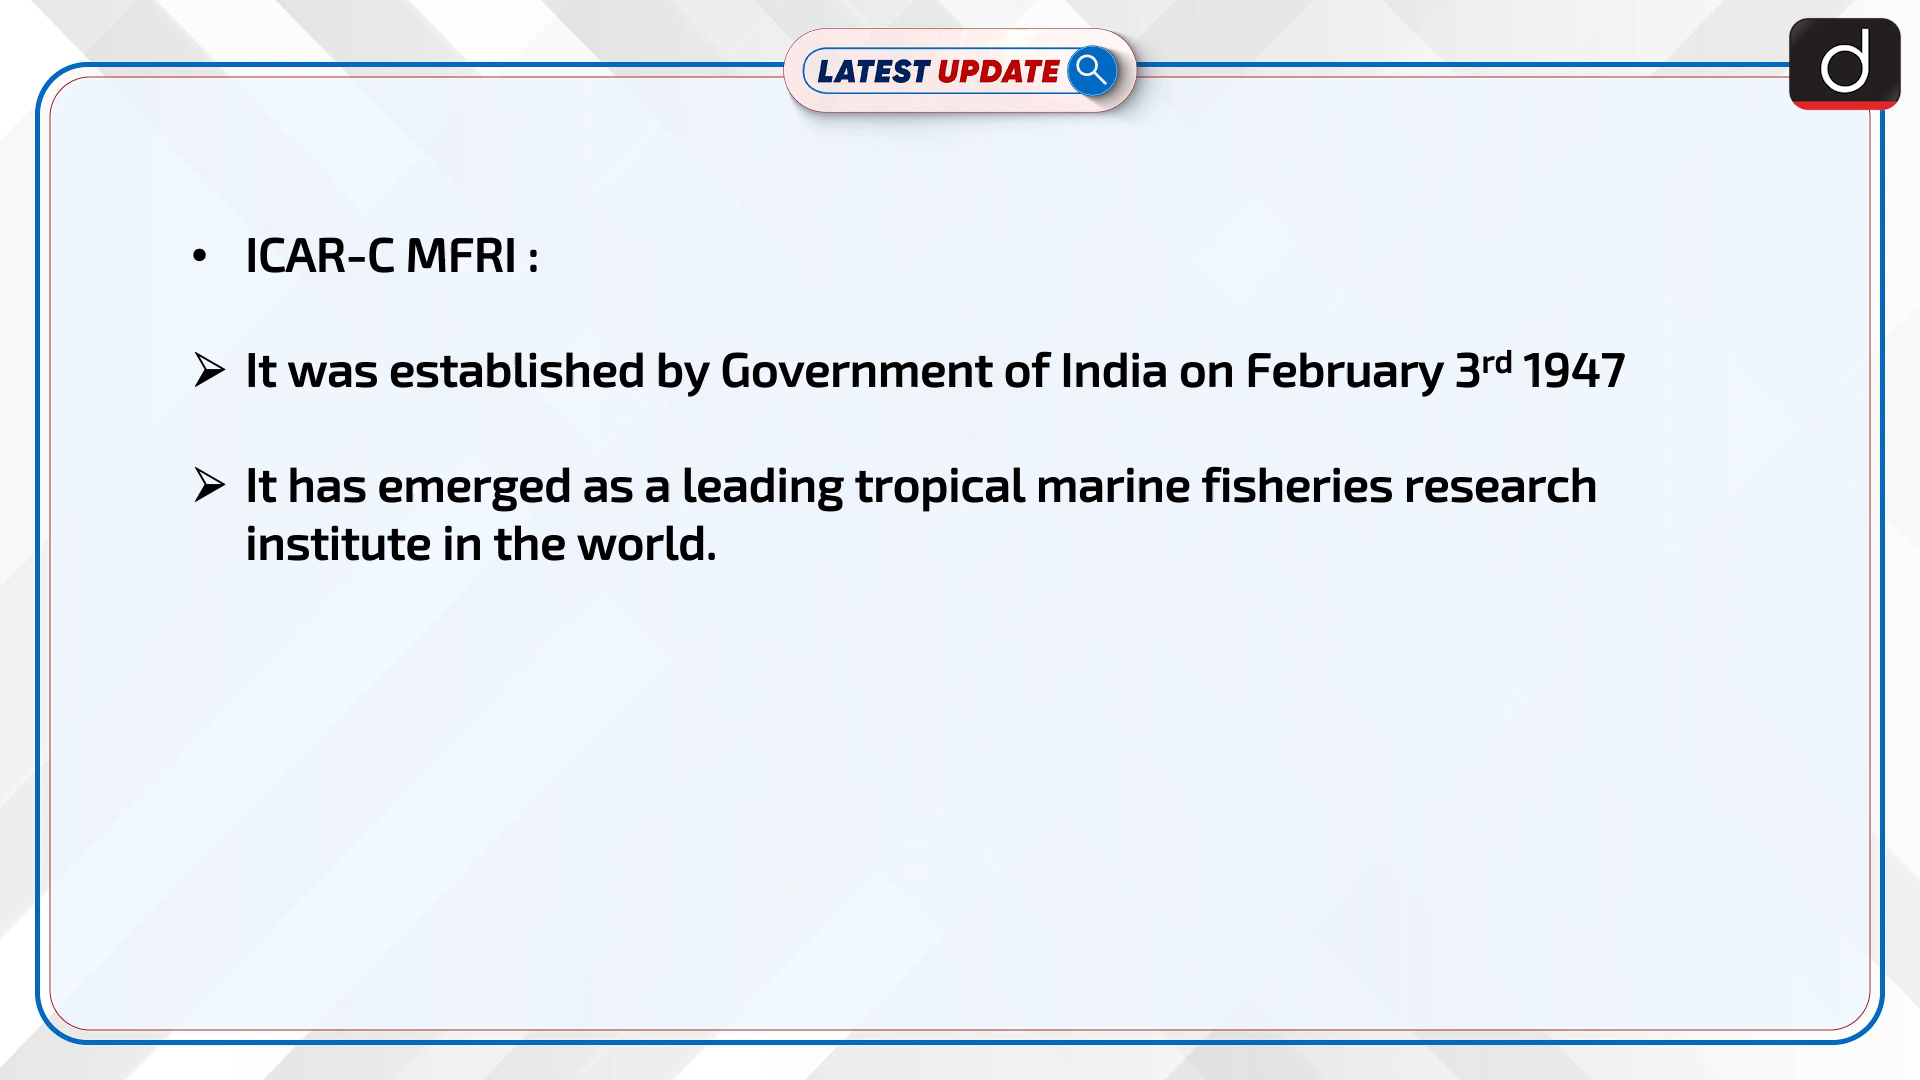 LATEST UPDATE
d
• ICAR-C MFRI :
➢ It was established by Government of India on February 3rd 1947
➢ It has emerged as a leading tropical marine fisheries research
institute in the world.